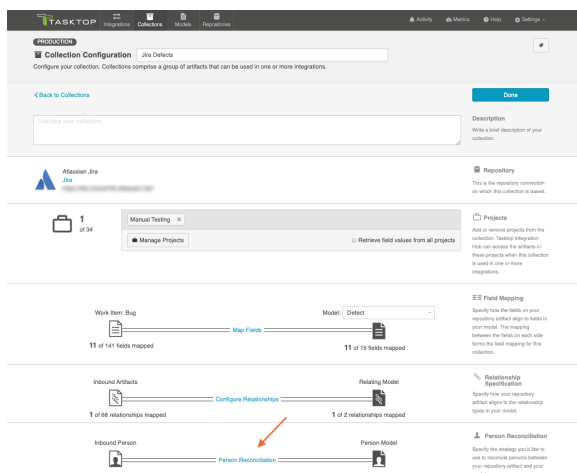 TASKTOP
Integrations
Collections
Models
Repositories
Activity
Metrics
Help
Settings
PRODUCTION
Collection Configuration
Jira Defects
Configure your collection. Collections comprise a group of artifacts that can be used in one or more integrations.
Back to Collections
Done
Describe your collection
Description
Write a brief description of your
collection.
Atlassian Jira
Jira
Repository
This is the repository connection
on which this collection is based.
1
of 34
Manual Testing ×
Manage Projects
Retrieve field values from all projects
Projects
Add or remove projects from the
collection. Tasktop Integration
Hub can access the artifacts in
these projects when this collection
is used in one or more
integrations.
Work Item: Bug
Model: Defect
Map Fields
11 of 141 fields mapped
11 of 15 fields mapped
Field Mapping
Specify how the fields on your
repository artifact align to fields in
your model. The mapping
between the fields on each side
forms the field mapping for this
collection.
Inbound Artifacts
Relating Model
Configure Relationships
1 of 68 relationships mapped
1 of 2 relationships mapped
Relationship
Specification
Specify how your repository
artifact aligns to the relationship
types in your model.
Inbound Person
Person Model
Person Reconciliation
Person Reconciliation
Specify the strategy you'd like to
use to reconcile persons between
your repository artifact and your